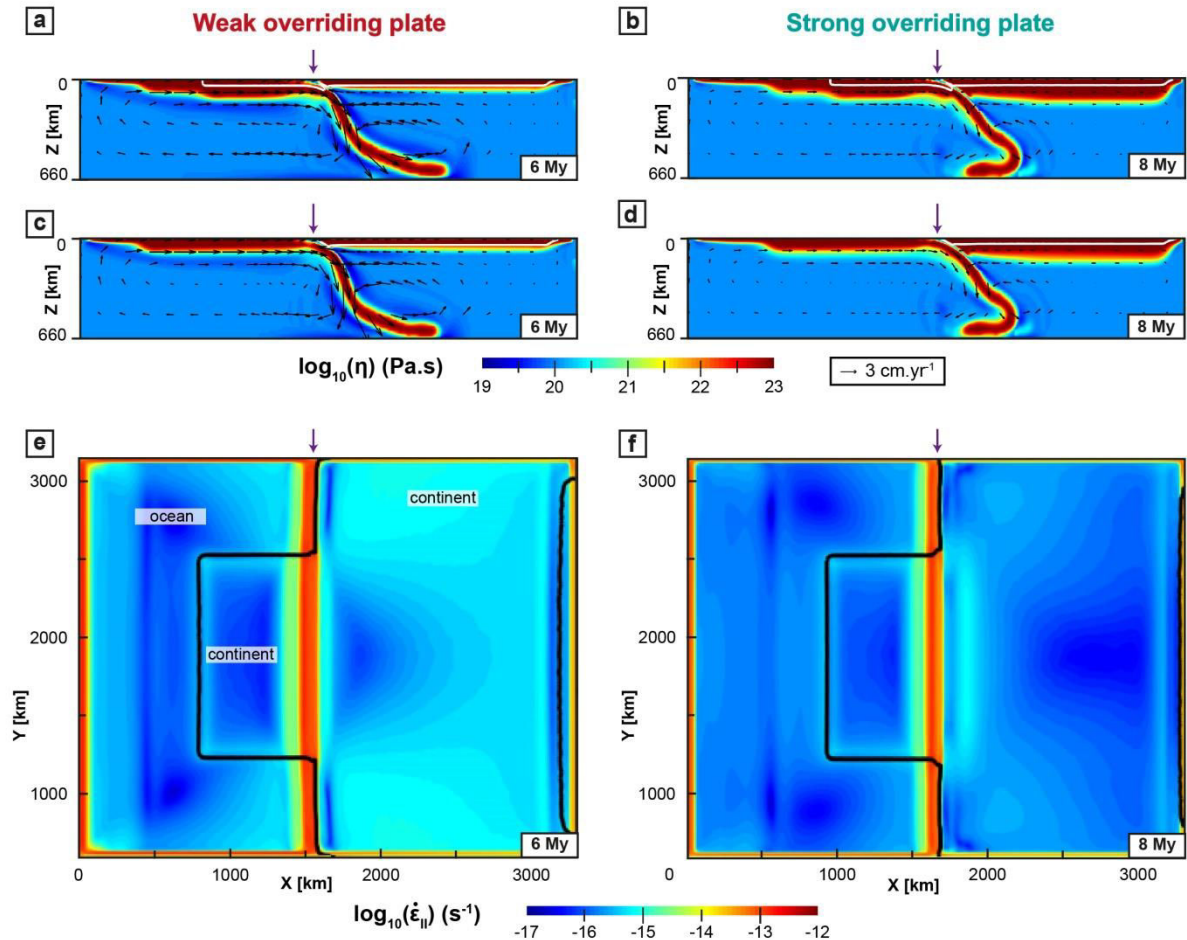 a Weak overriding plate b Strong overriding plate
0
Z [km]
660
6 My
0
Z [km]
660
8 My
c
0
Z [km]
660
6 My
d
0
Z [km]
660
8 My
log₁₀(η) (Pa.s)
19 20 21 22 23
→ 3 cm.yr⁻¹
e
3000
2000
1000
0
Y [km]
ocean
continent
continent
6 My
0 1000 2000 3000
X [km]
f
3000
2000
1000
0
Y [km]
8 My
1000 2000 3000
X [km]
log₁₀(ε̇ᵢᵢ) (s⁻¹)
-17 -16 -15 -14 -13 -12